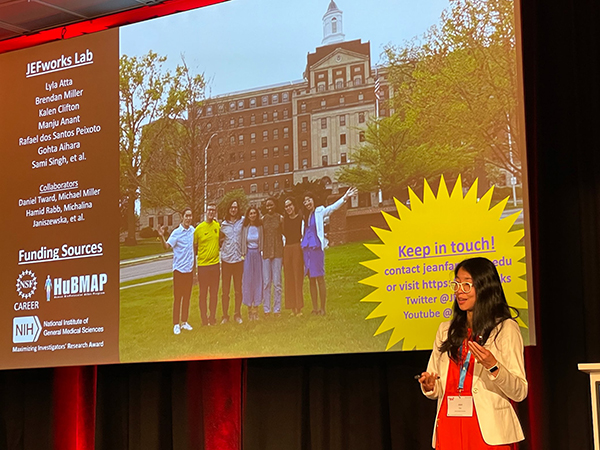 JEFworks Lab
Lyla Atta
Brendan Miller
Kalen Clifton
Manju Anant
Rafael dos Santos Peixoto
Gohta Aihara
Sami Singh, et al.
Collaborators
Daniel Tward, Michael Miller
Hamid Rabb, Michalina
Janiszewska, et al.
Funding Sources
NSF
HuBMAP
CAREER
NIH
National Institute of
General Medical Sciences
Maximizing Investigators' Research Award
Keep in touch!
contact
or visit
Twitter
Youtube